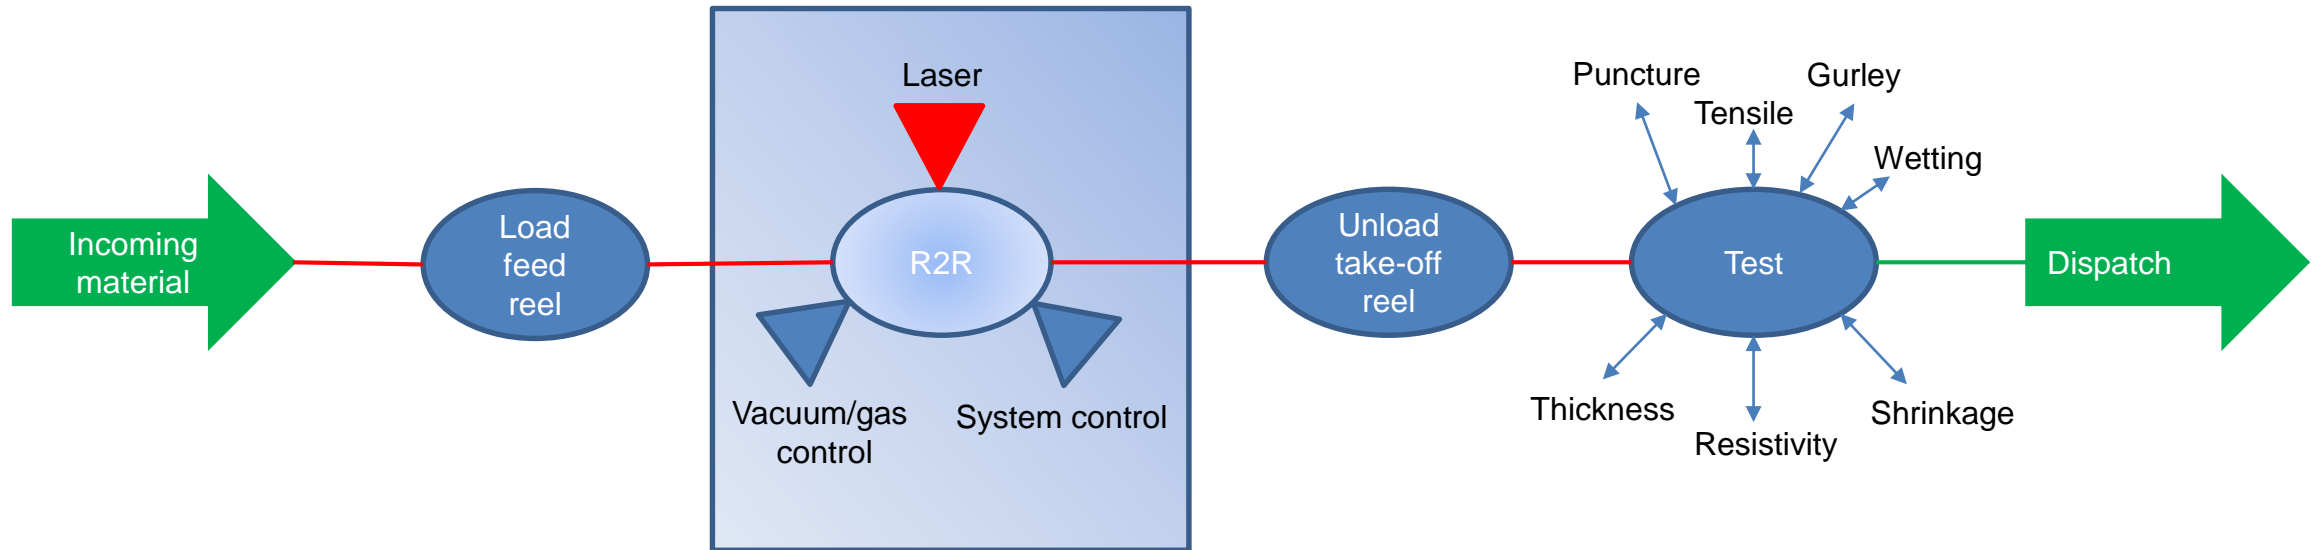 Incoming
material
Load
feed
reel
Laser
R2R
Vacuum/gas
control
System control
Unload
take-off
reel
Puncture
Tensile
Gurley
Wetting
Test
Thickness
Resistivity
Shrinkage
Dispatch